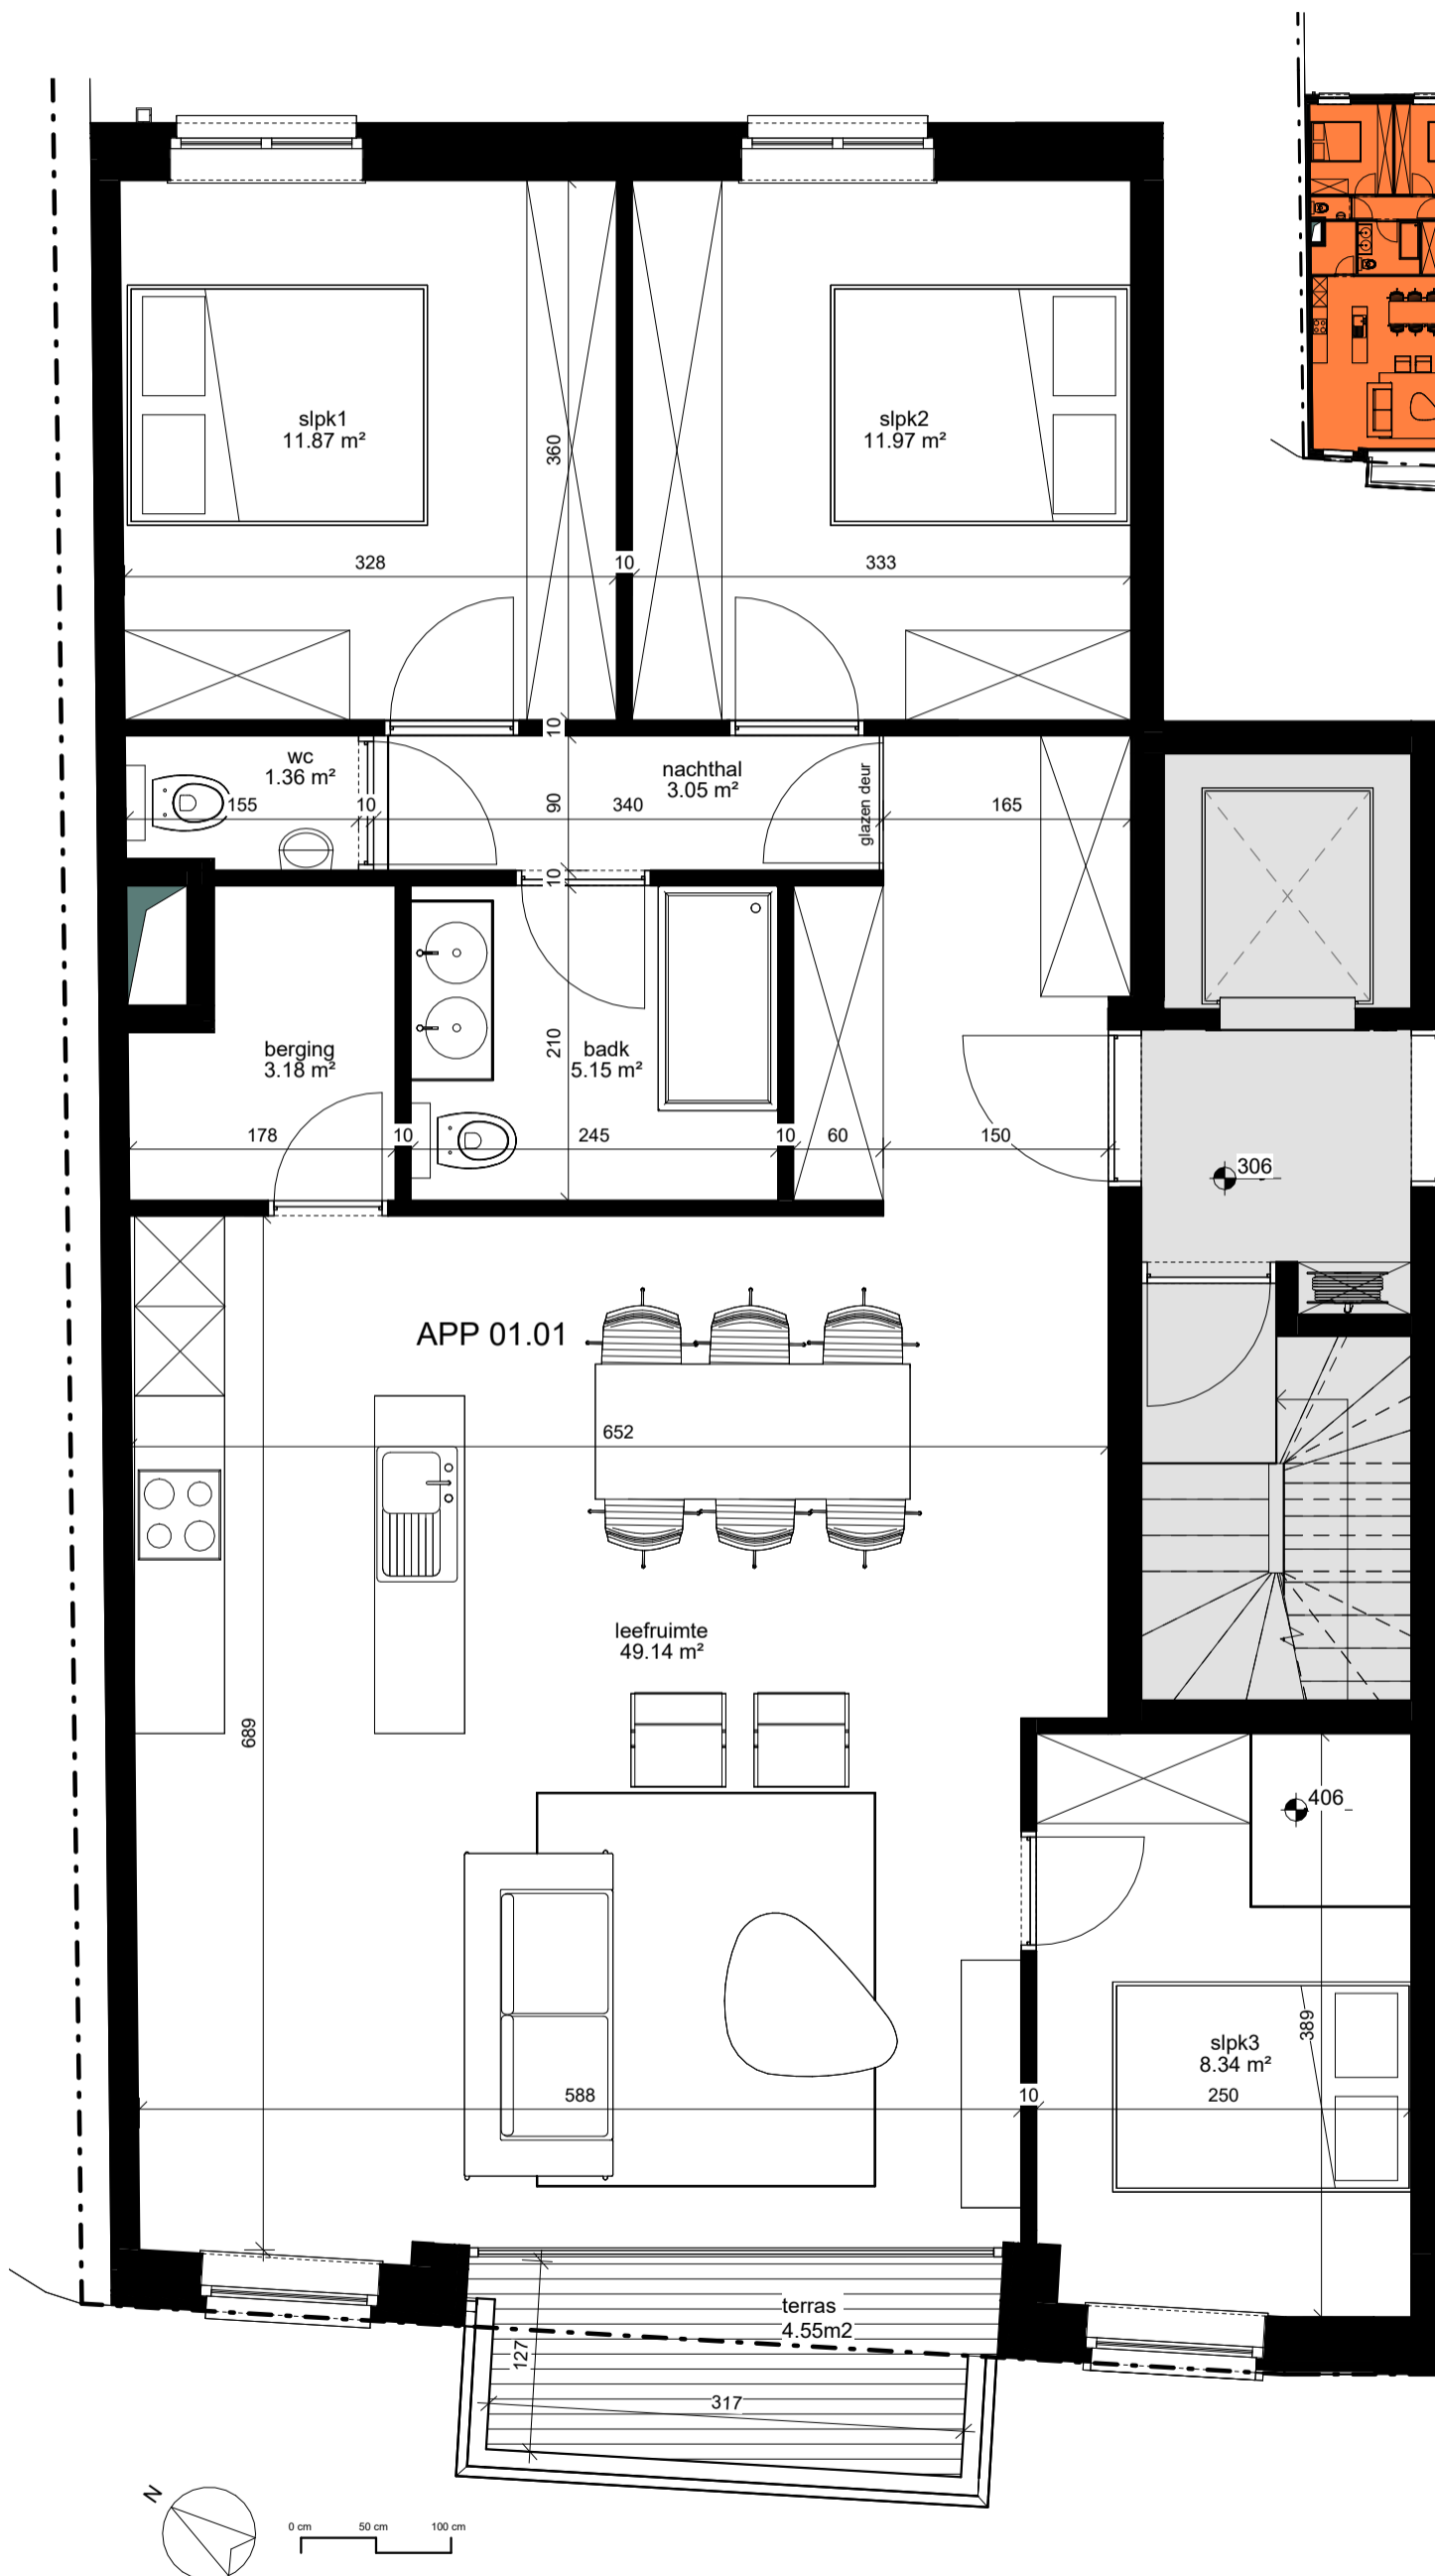 slpk1
11.87 m²
slpk2
11.97 m²
360
328
10
333
10
wc
1.36 m²
nachthal
3.05 m²
glazen deur
155
10
90
340
165
10
berging
3.18 m²
210
badk
5.15 m²
178
10
245
10
60
150
306
APP 01.01
652
leefruimte
49.14 m²
689
406
slpk3
8.34 m²
389
588
10
250
terras
4.55m2
127
317
N
0 cm
50 cm
100 cm